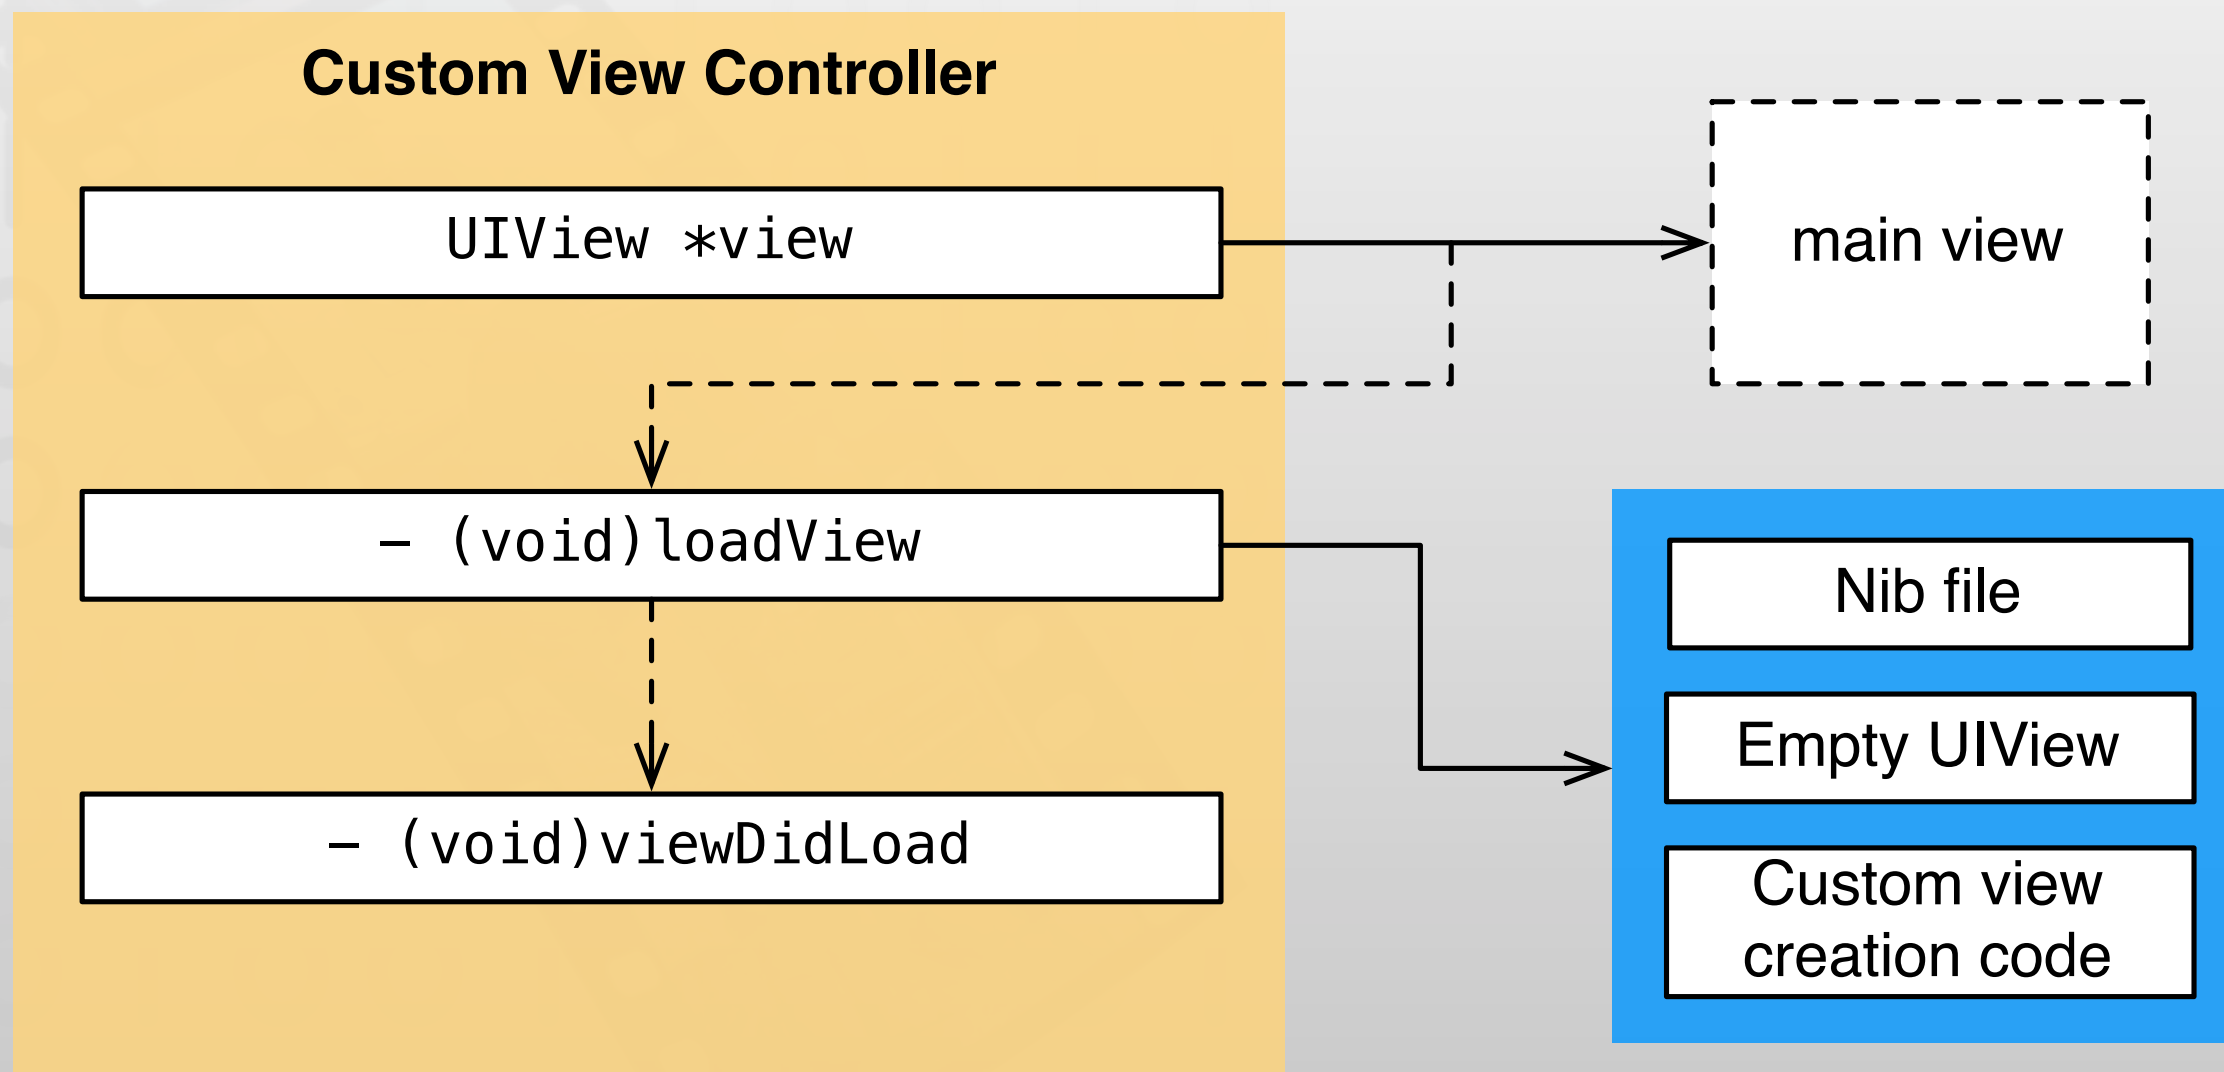 Custom View Controller
UIView *view
main view
– (void)loadView
Nib file
Empty UIView
– (void)viewDidLoad
Custom view
creation code